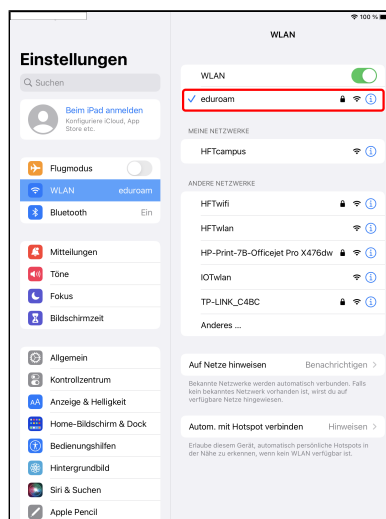 100 %
Einstellungen
Suchen
Beim iPad anmelden
Konfiguriere iCloud, App
Store etc.
Flugmodus
WLAN eduroam
Bluetooth Ein
Mitteilungen
Töne
Fokus
Bildschirmzeit
Allgemein
Kontrollzentrum
AA Anzeige & Helligkeit
Home-Bildschirm & Dock
Bedienungshilfen
Hintergrundbild
Siri & Suchen
Apple Pencil
WLAN
WLAN
eduroam
MEINE NETZWERKE
HFTcampus
ANDERE NETZWERKE
HFTwifi
HFTwlan
HP-Print-7B-Officejet Pro X476dw
IOTwlan
TP-LINK_C4BC
Anderes ...
Auf Netze hinweisen Benachrichtigen
Bekannte Netzwerke werden automatisch verbunden. Falls
kein bekanntes Netzwerk vorhanden ist, wirst du auf
verfügbare Netze hingewiesen.
Autom. mit Hotspot verbinden Hinweisen
Erlaube diesem Gerät, automatisch persönliche Hotspots in
der Nähe zu erkennen, wenn kein WLAN verfügbar ist.